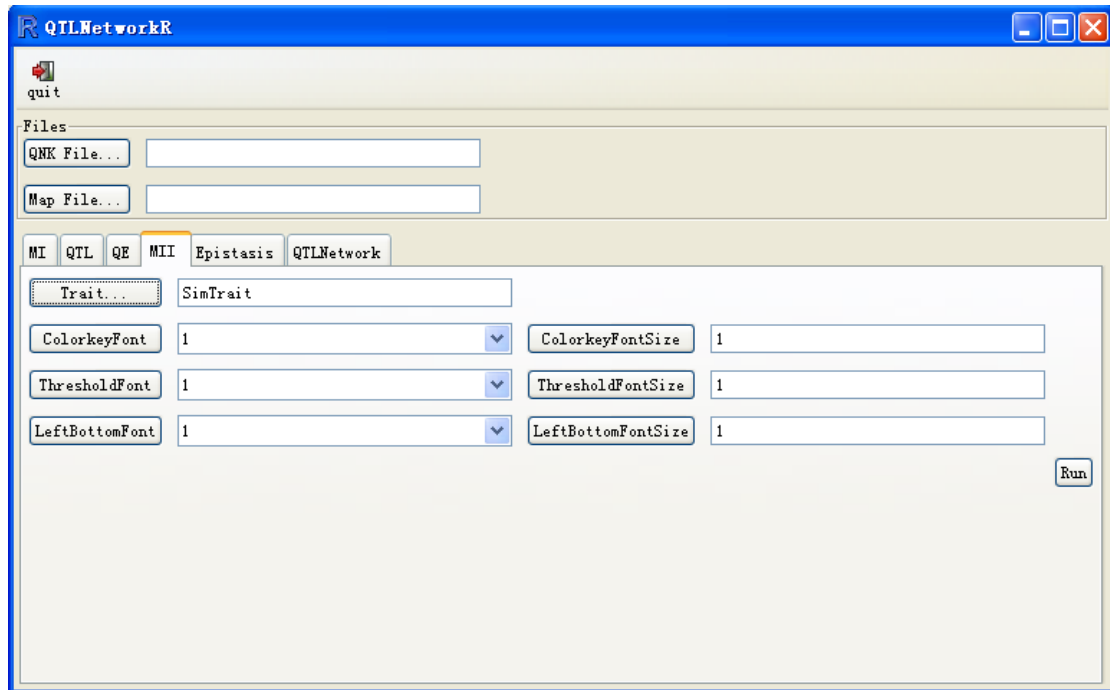 QTLNetworkR
quit
Files
QNK File...
Map File...
MI QTL QE MII Epistasis QTLNetwork
Trait... SimTrait
ColorkeyFont 1 ColorkeyFontSize 1
ThresholdFont 1 ThresholdFontSize 1
LeftBottomFont 1 LeftBottomFontSize 1
Run